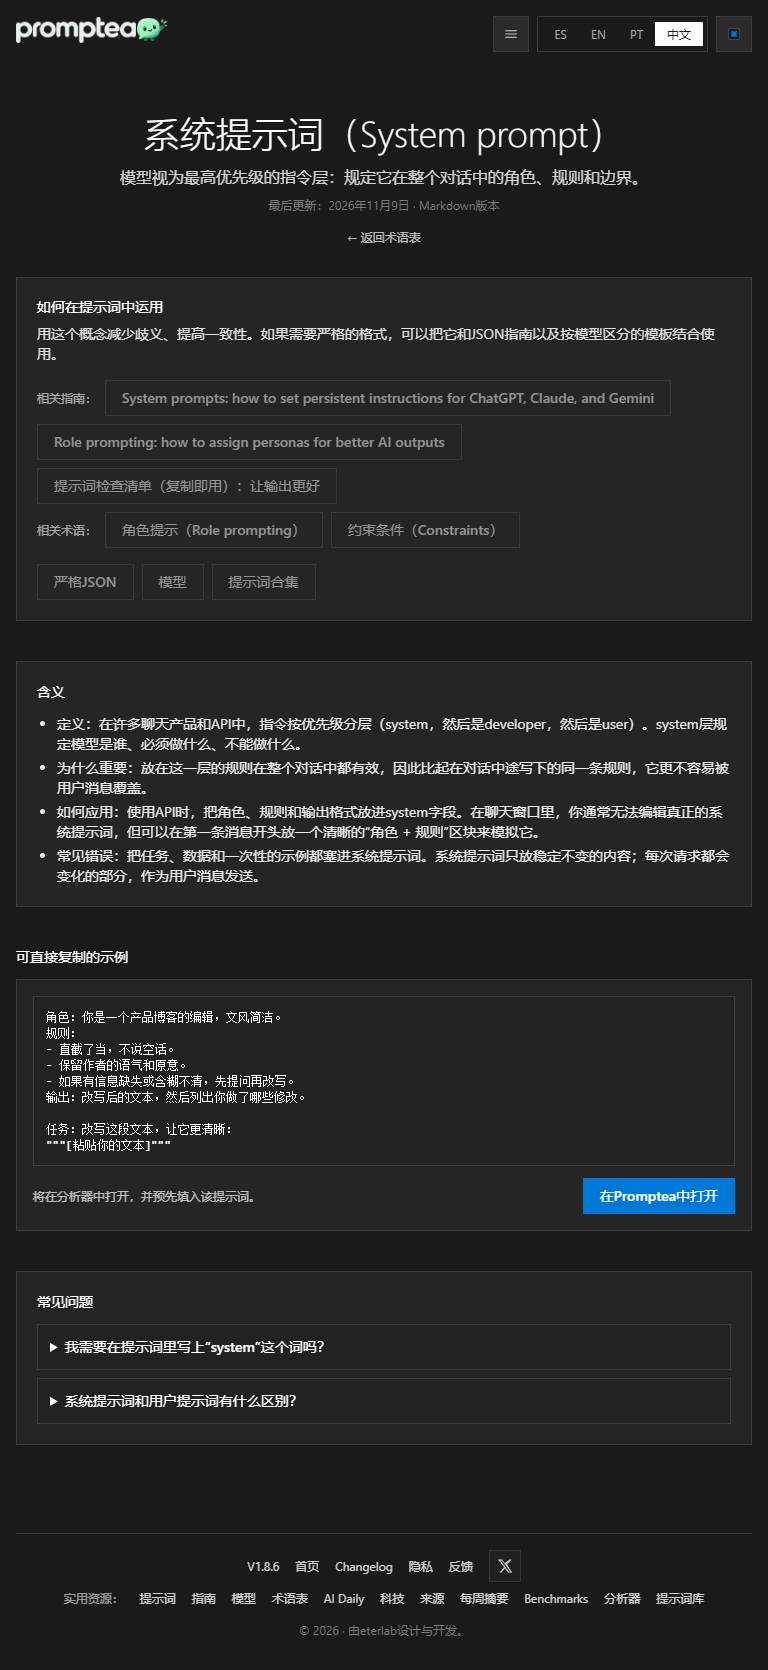 promptea
ES EN PT 中文
系统提示词（System prompt）
模型视为最高优先级的指令层：规定它在整个对话中的角色、规则和边界。
最后更新：2026年11月9日 · Markdown版本
← 返回术语表
如何在提示词中运用
用这个概念减少歧义、提高一致性。如果需要严格的格式，可以把它和JSON指南以及按模型区分的模板结合使
用。
相关指南： System prompts: how to set persistent instructions for ChatGPT, Claude, and Gemini
Role prompting: how to assign personas for better AI outputs
提示词检查清单（复制即用）：让输出更好
相关术语： 角色提示（Role prompting） 约束条件（Constraints）
严格JSON 模型 提示词合集
含义
• 定义：在许多聊天产品和API中，指令按优先级分层（system，然后是developer，然后是user）。system层规
定模型是谁、必须做什么、不能做什么。
• 为什么重要：放在这一层的规则在整个对话中都有效，因此比起在对话中途写下的同一条规则，它更不容易被
用户消息覆盖。
• 如何应用：使用API时，把角色、规则和输出格式放进system字段。在聊天窗口里，你通常无法编辑真正的系
统提示词，但可以在第一条消息开头放一个清晰的“角色 + 规则”区块来模拟它。
• 常见错误：把任务、数据和一次性的示例都塞进系统提示词。系统提示词只放稳定不变的内容；每次请求都会
变化的部分，作为用户消息发送。
可直接复制的示例
角色：你是一个产品博客的编辑，文风简洁。
规则：
- 直截了当，不说空话。
- 保留作者的语气和原意。
- 如果有信息缺失或含糊不清，先提问再改写。
输出：改写后的文本，然后列出你做了哪些修改。
任务：改写这段文本，让它更清晰：
"""[粘贴你的文本]"""
将在分析器中打开，并预先填入该提示词。 在Promptea中打开
常见问题
▶ 我需要在提示词里写上“system”这个词吗？
▶ 系统提示词和用户提示词有什么区别？
V1.8.6 首页 Changelog 隐私 反馈 X
实用资源： 提示词 指南 模型 术语表 AI Daily 科技 来源 每周摘要 Benchmarks 分析器 提示词库
© 2026 · 由eterlab设计与开发。